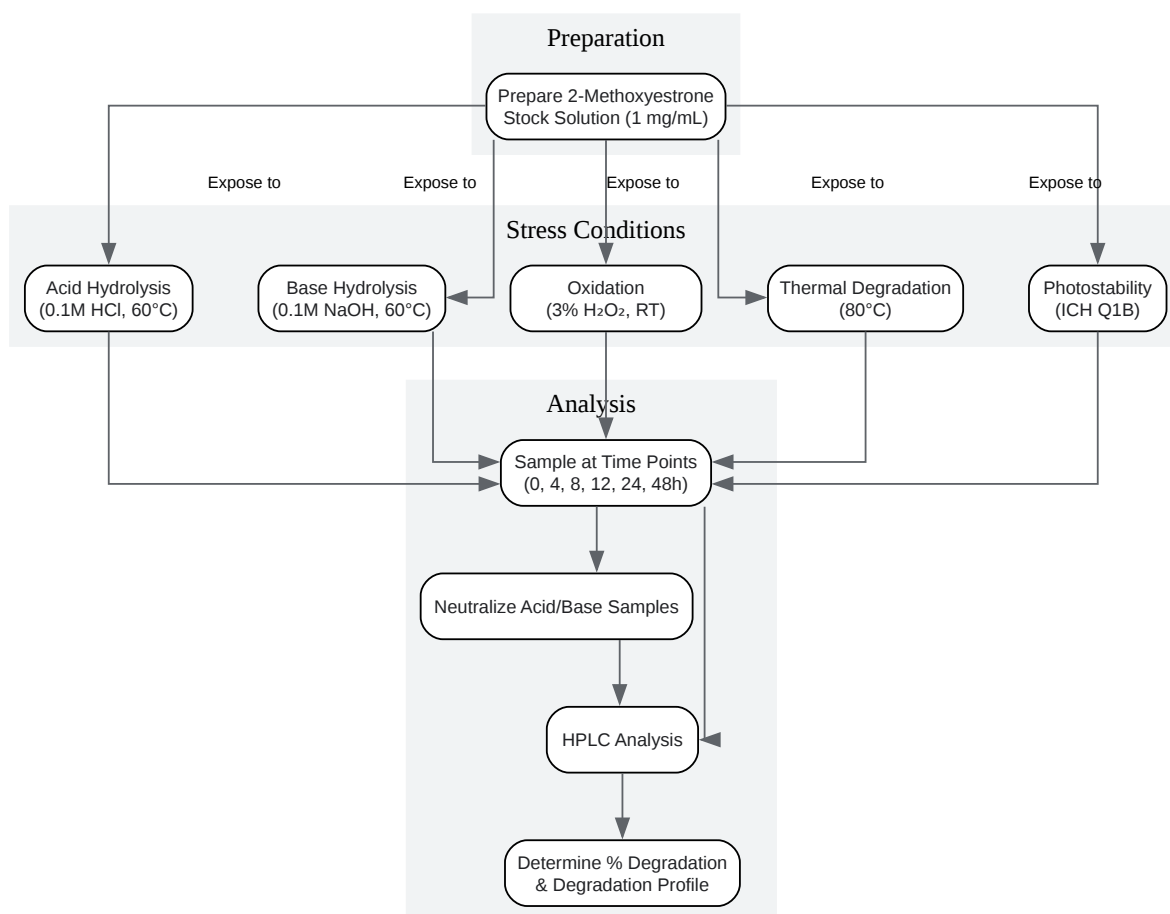 Preparation
Prepare 2-Methoxyestrone
Stock Solution (1 mg/mL)
Expose to
Expose to
Expose to
Expose to
Expose to
Stress Conditions
Acid Hydrolysis
(0.1M HCl, 60°C)
Base Hydrolysis
(0.1M NaOH, 60°C)
Oxidation
(3% H₂O₂, RT)
Thermal Degradation
(80°C)
Photostability
(ICH Q1B)
Analysis
Sample at Time Points
(0, 4, 8, 12, 24, 48h)
Neutralize Acid/Base Samples
HPLC Analysis
Determine % Degradation
& Degradation Profile